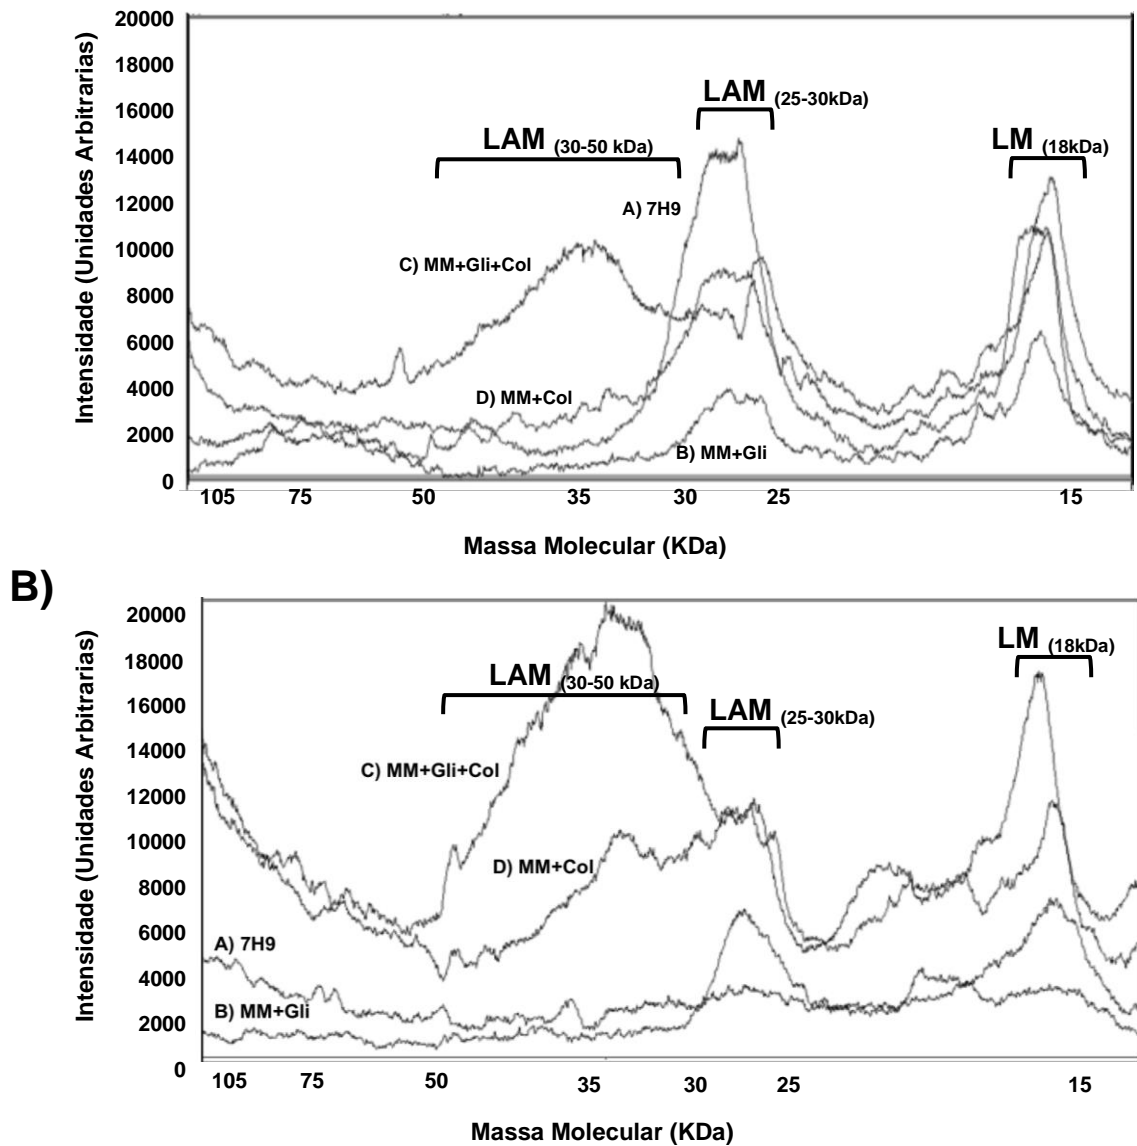 20000
18000
16000
14000
12000
10000
8000
6000
4000
2000
0
Intensidade (Unidades Arbitrarias)
LAM (25-30kDa)
LAM (30-50 kDa)
LM (18kDa)
A) 7H9
C) MM+Gli+Col
D) MM+Col
B) MM+Gli
105 75 50 35 30 25 15
Massa Molecular (KDa)
B)
20000
18000
16000
14000
12000
10000
8000
6000
4000
2000
0
Intensidade (Unidades Arbitrarias)
LM (18kDa)
LAM (30-50 kDa)
LAM (25-30kDa)
C) MM+Gli+Col
D) MM+Col
A) 7H9
B) MM+Gli
105 75 50 35 30 25 15
Massa Molecular (KDa)